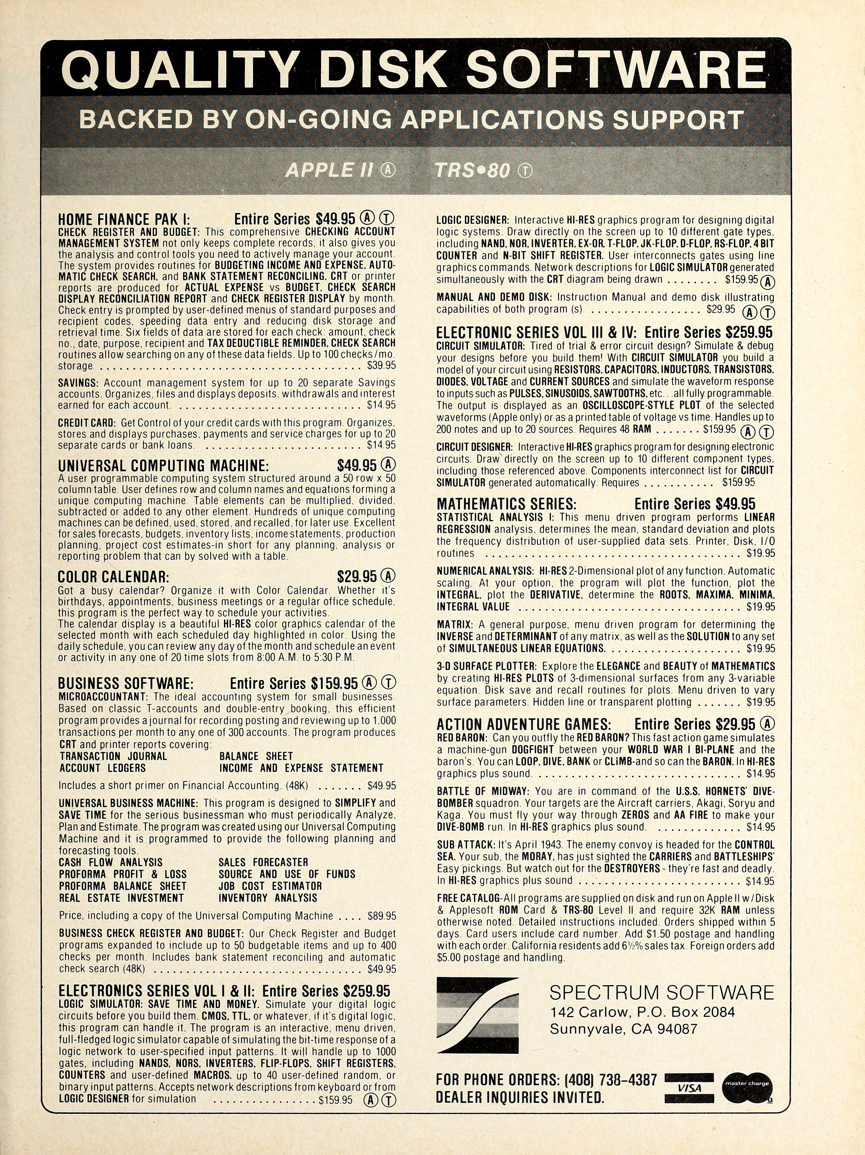 QUALITY DISK SOFTWARE
BACKED BY ON-GOING APPLICATIONS SUPPORT
APPLE II Ⓐ TRS•80 Ⓣ
HOME FINANCE PAK I: Entire Series $49.95 Ⓐ Ⓣ
CHECK REGISTER AND BUDGET: This comprehensive CHECKING ACCOUNT
MANAGEMENT SYSTEM not only keeps complete records, it also gives you
the analysis and control tools you need to actively manage your account.
The system provides routines for BUDGETING INCOME AND EXPENSE, AUTO-
MATIC CHECK SEARCH, and BANK STATEMENT RECONCILING. CRT or printer
reports are produced for ACTUAL EXPENSE vs BUDGET, CHECK SEARCH
DISPLAY RECONCILIATION REPORT and CHECK REGISTER DISPLAY by month.
Check entry is prompted by user-defined menus of standard purposes and
recipient codes, speeding data entry and reducing disk storage and
retrieval time. Six fields of data are stored for each check: amount, check
no., date, purpose, recipient and TAX DEDUCTIBLE REMINDER. CHECK SEARCH
routines allow searching on any of these data fields. Up to 100 checks/mo.
storage . . . . . . . . . . . . . . . . . . . . $39.95
SAVINGS: Account management system for up to 20 separate Savings
accounts. Organizes, files and displays deposits, withdrawals and interest
earned for each account. . . . . . . . . . . . . . . . $14.95
CREDIT CARD: Get Control of your credit cards with this program. Organizes,
stores and displays purchases, payments and service charges for up to 20
separate cards or bank loans. . . . . . . . . . . . . . . $14.95
UNIVERSAL COMPUTING MACHINE: $49.95 Ⓐ
A user programmable computing system structured around a 50 row x 50
column table. User defines row and column names and equations forming a
unique computing machine. Table elements can be multiplied, divided,
subtracted or added to any other element. Hundreds of unique computing
machines can be defined, used, stored, and recalled, for later use. Excellent
for sales forecasts, budgets, inventory lists, income statements, production
planning, project cost estimates-in short for any planning, analysis or
reporting problem that can by solved with a table.
COLOR CALENDAR: $29.95 Ⓐ
Got a busy calendar? Organize it with Color Calendar. Whether it's
birthdays, appointments, business meetings or a regular office schedule,
this program is the perfect way to schedule your activities.
The calendar display is a beautiful HI-RES color graphics calendar of the
selected month with each scheduled day highlighted in color. Using the
daily schedule, you can review any day of the month and schedule an event
or activity in any one of 20 time slots from 8:00 A.M. to 5:30 P.M.
BUSINESS SOFTWARE: Entire Series $159.95 Ⓐ Ⓣ
MICROACCOUNTANT: The ideal accounting system for small businesses.
Based on classic T-accounts and double-entry booking, this efficient
program provides a journal for recording posting and reviewing up to 1,000
transactions per month to any one of 300 accounts. The program produces
CRT and printer reports covering:
TRANSACTION JOURNAL BALANCE SHEET
ACCOUNT LEDGERS INCOME AND EXPENSE STATEMENT
Includes a short primer on Financial Accounting. (48K) . . . . . . . $49.95
UNIVERSAL BUSINESS MACHINE: This program is designed to SIMPLIFY and
SAVE TIME for the serious businessman who must periodically Analyze,
Plan and Estimate. The program was created using our Universal Computing
Machine and it is programmed to provide the following planning and
forecasting tools.
CASH FLOW ANALYSIS SALES FORECASTER
PROFORMA PROFIT & LOSS SOURCE AND USE OF FUNDS
PROFORMA BALANCE SHEET JOB COST ESTIMATOR
REAL ESTATE INVESTMENT INVENTORY ANALYSIS
Price, including a copy of the Universal Computing Machine . . . . $89.95
BUSINESS CHECK REGISTER AND BUDGET: Our Check Register and Budget
programs expanded to include up to 50 budgetable items and up to 400
checks per month. Includes bank statement reconciling and automatic
check search (48K) . . . . . . . . . . . . . . . . . . $49.95
ELECTRONICS SERIES VOL I & II: Entire Series $259.95
LOGIC SIMULATOR: SAVE TIME AND MONEY. Simulate your digital logic
circuits before you build them. CMOS, TTL, or whatever, if it's digital logic,
this program can handle it. The program is an interactive, menu driven,
full-fledged logic simulator capable of simulating the bit-time response of a
logic network to user-specified input patterns. It will handle up to 1000
gates, including NANDS, NORS, INVERTERS, FLIP-FLOPS, SHIFT REGISTERS,
COUNTERS and user-defined MACROS. up to 40 user-defined random, or
binary input patterns. Accepts network descriptions from keyboard or from
LOGIC DESIGNER for simulation . . . . . . . . . . . . . $159.95 Ⓐ Ⓣ
LOGIC DESIGNER: Interactive HI-RES graphics program for designing digital
logic systems. Draw directly on the screen up to 10 different gate types,
including NAND, NOR, INVERTER, EX-OR, T-FLOP, JK-FLOP, D-FLOP, RS-FLOP, 4 BIT
COUNTER and N-BIT SHIFT REGISTER. User interconnects gates using line
graphics commands. Network descriptions for LOGIC SIMULATOR generated
simultaneously with the CRT diagram being drawn . . . . . . . . $159.95 Ⓐ
MANUAL AND DEMO DISK: Instruction Manual and demo disk illustrating
capabilities of both program (s) . . . . . . . . . . . . . . $29.95 Ⓐ Ⓣ
ELECTRONIC SERIES VOL III & IV: Entire Series $259.95
CIRCUIT SIMULATOR: Tired of trial & error circuit design? Simulate & debug
your designs before you build them! With CIRCUIT SIMULATOR you build a
model of your circuit using RESISTORS, CAPACITORS, INDUCTORS, TRANSISTORS,
DIODES, VOLTAGE and CURRENT SOURCES and simulate the waveform response
to inputs such as PULSES, SINUSOIDS, SAWTOOTHS, etc. . . all fully programmable.
The output is displayed as an OSCILLOSCOPE-STYLE PLOT of the selected
waveforms (Apple only) or as a printed table of voltage vs time. Handles up to
200 notes and up to 20 sources. Requires 48 RAM . . . . . . . $159.95 Ⓐ Ⓣ
CIRCUIT DESIGNER: Interactive HI-RES graphics program for designing electronic
circuits. Draw directly on the screen up to 10 different component types,
including those referenced above. Components interconnect list for CIRCUIT
SIMULATOR generated automatically. Requires . . . . . . . . . . . $159.95
MATHEMATICS SERIES: Entire Series $49.95
STATISTICAL ANALYSIS I: This menu driven program performs LINEAR
REGRESSION analysis, determines the mean, standard deviation and plots
the frequency distribution of user-supplied data sets. Printer, Disk, I/O
routines . . . . . . . . . . . . . . . . . . . . $19.95
NUMERICAL ANALYSIS: HI-RES 2-Dimensional plot of any function. Automatic
scaling. At your option, the program will plot the function, plot the
INTEGRAL, plot the DERIVATIVE, determine the ROOTS, MAXIMA, MINIMA,
INTEGRAL VALUE . . . . . . . . . . . . . . . . . . $19.95
MATRIX: A general purpose, menu driven program for determining the
INVERSE and DETERMINANT of any matrix, as well as the SOLUTION to any set
of SIMULTANEOUS LINEAR EQUATIONS. . . . . . . . . . . . . $19.95
3-D SURFACE PLOTTER: Explore the ELEGANCE and BEAUTY of MATHEMATICS
by creating HI-RES PLOTS of 3-dimensional surfaces from any 3-variable
equation. Disk save and recall routines for plots. Menu driven to vary
surface parameters. Hidden line or transparent plotting . . . . . . . $19.95
ACTION ADVENTURE GAMES: Entire Series $29.95 Ⓐ
RED BARON: Can you outfly the RED BARON? This fast action game simulates
a machine-gun DOGFIGHT between your WORLD WAR I BI-PLANE and the
baron's. You can LOOP, DIVE, BANK or CLIMB-and so can the BARON. In HI-RES
graphics plus sound. . . . . . . . . . . . . . . . . $14.95
BATTLE OF MIDWAY: You are in command of the U.S.S. HORNETS' DIVE-
BOMBER squadron. Your targets are the Aircraft carriers, Akagi, Soryu and
Kaga. You must fly your way through ZEROS and AA FIRE to make your
DIVE-BOMB run. In HI-RES graphics plus sound. . . . . . . . . . $14.95
SUB ATTACK: It's April 1943. The enemy convoy is headed for the CONTROL
SEA. Your sub, the MORAY, has just sighted the CARRIERS and BATTLESHIPS'
Easy pickings. But watch out for the DESTROYERS - they're fast and deadly.
In HI-RES graphics plus sound . . . . . . . . . . . . . . $14.95
FREE CATALOG-All programs are supplied on disk and run on Apple II w/Disk
& Applesoft ROM Card & TRS-80 Level II and require 32K RAM unless
otherwise noted. Detailed instructions included. Orders shipped within 5
days. Card users include card number. Add $1.50 postage and handling
with each order. California residents add 6½% sales tax. Foreign orders add
$5.00 postage and handling.
SPECTRUM SOFTWARE
142 Carlow, P.O. Box 2084
Sunnyvale, CA 94087
FOR PHONE ORDERS: (408) 738-4387
DEALER INQUIRIES INVITED.
VISA
master charge